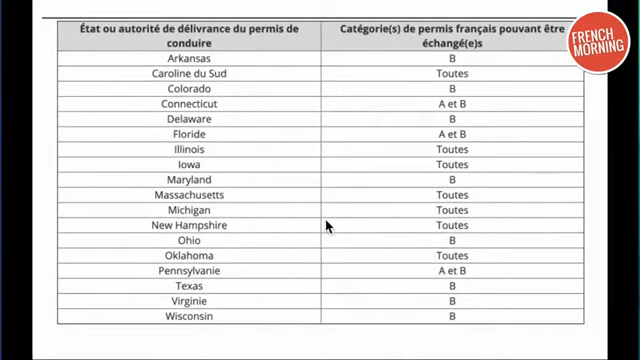 État ou autorité de délivrance du permis de conduire	Catégorie(s) de permis français pouvant être échangé(e)s
Arkansas	B
Caroline du Sud	Toutes
Colorado	B
Connecticut	A et B
Delaware	B
Floride	A et B
Illinois	Toutes
Iowa	Toutes
Maryland	B
Massachusetts	Toutes
Michigan	Toutes
New Hampshire	Toutes
Ohio	B
Oklahoma	Toutes
Pennsylvanie	A et B
Texas	B
Virginie	B
Wisconsin	B
FRENCH
MORNING